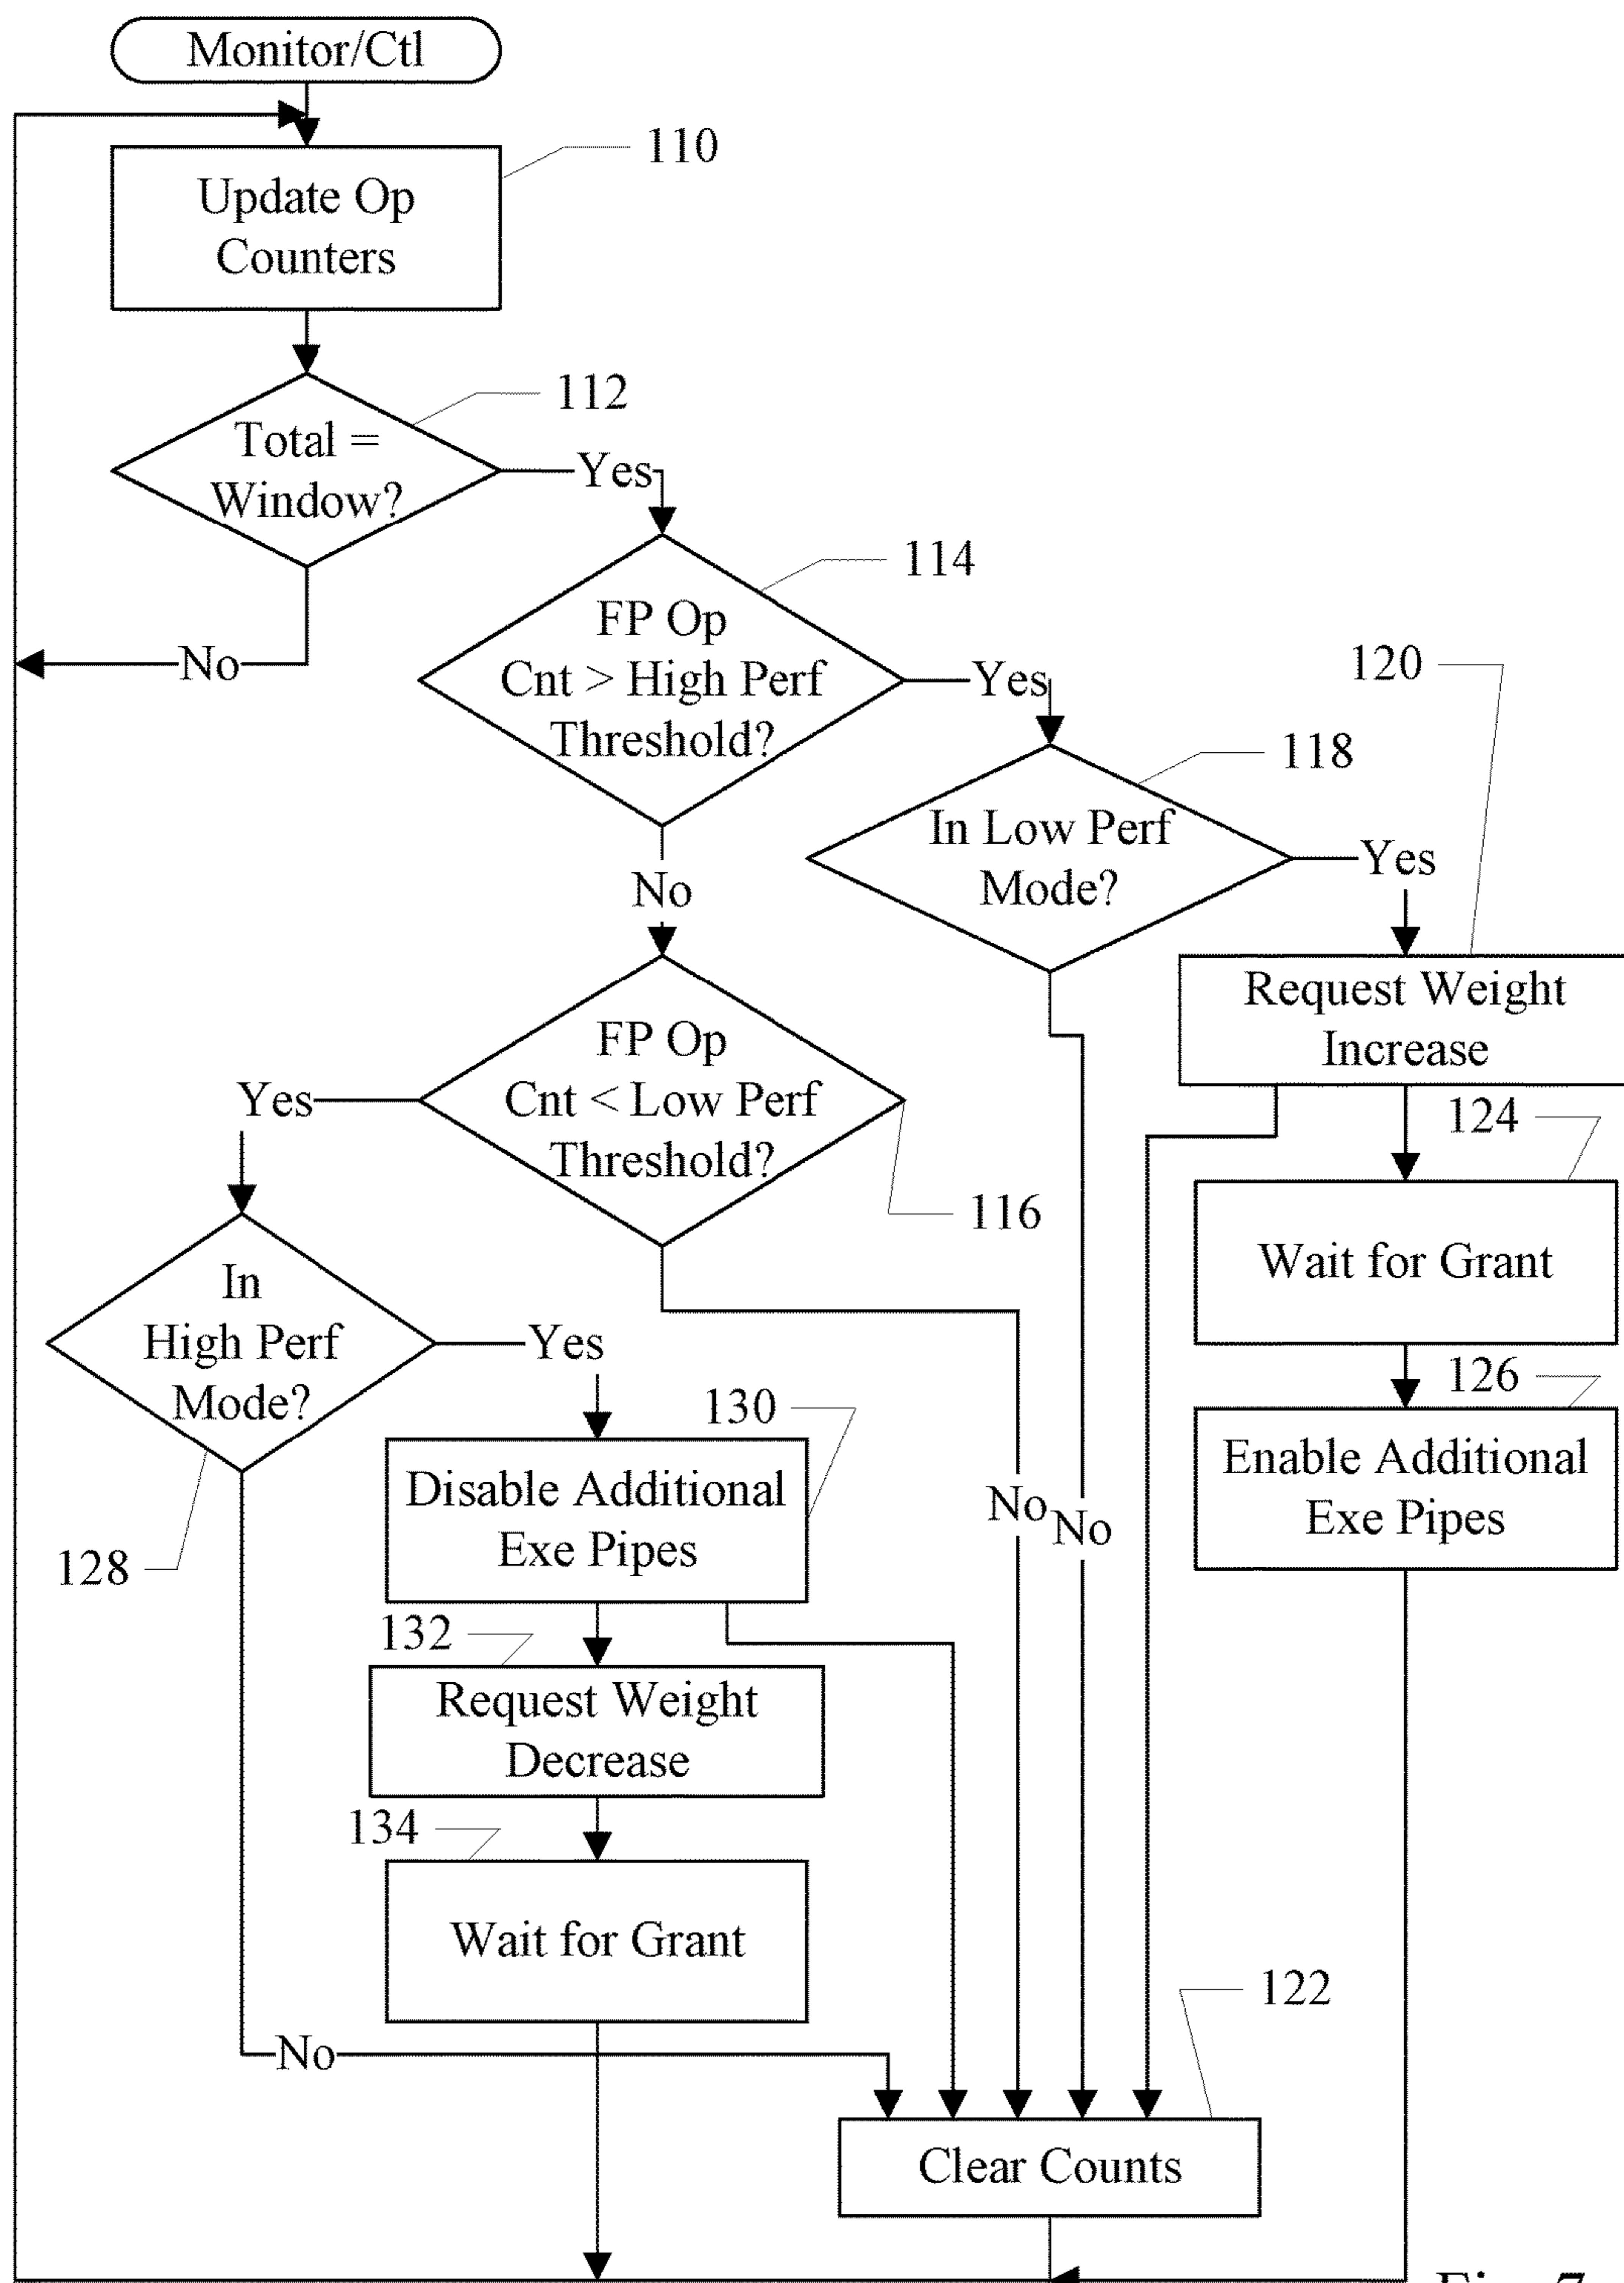 Monitor/Ctl
110
Update Op
Counters
112
Total =
Window?
Yes
114
FP Op
Cnt > High Perf
Threshold?
No
Yes
120
118
In Low Perf
Mode?
Yes
No
Request Weight
Increase
FP Op
Cnt < Low Perf
Threshold?
Yes
124
116
Wait for Grant
In
High Perf
Mode?
Yes
126
130
Enable Additional
Exe Pipes
Disable Additional
Exe Pipes
No
No
128
132
Request Weight
Decrease
134
Wait for Grant
122
No
Clear Counts